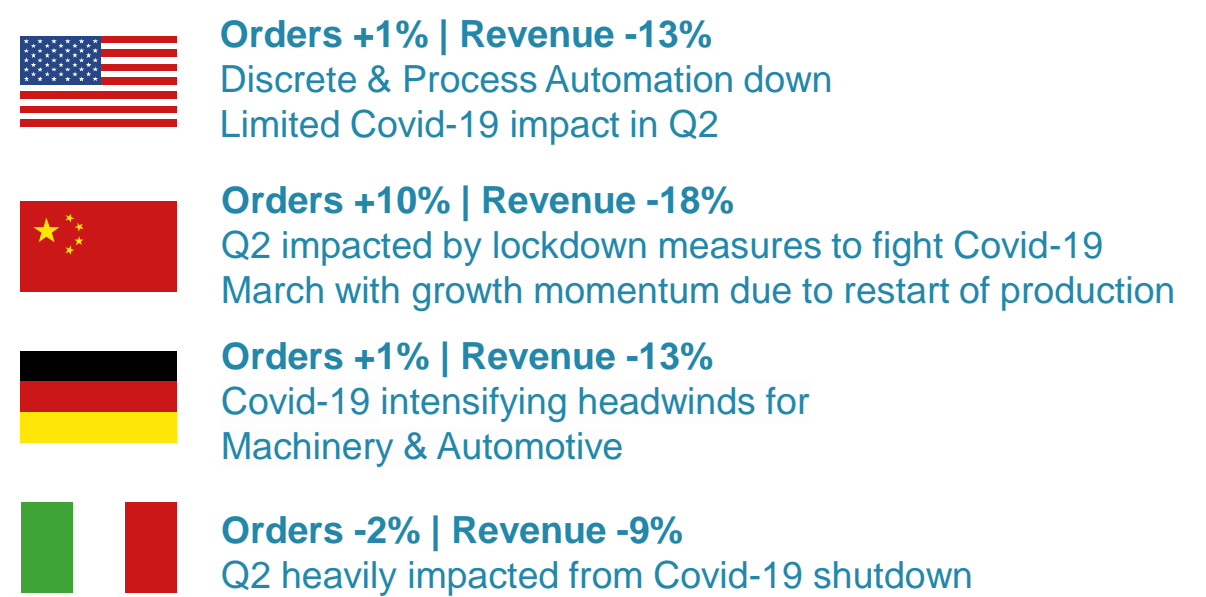 Orders +1% | Revenue -13%
Discrete & Process Automation down
Limited Covid-19 impact in Q2
Orders +10% | Revenue -18%
Q2 impacted by lockdown measures to fight Covid-19
March with growth momentum due to restart of production
Orders +1% | Revenue -13%
Covid-19 intensifying headwinds for
Machinery & Automotive
Orders -2% | Revenue -9%
Q2 heavily impacted from Covid-19 shutdown